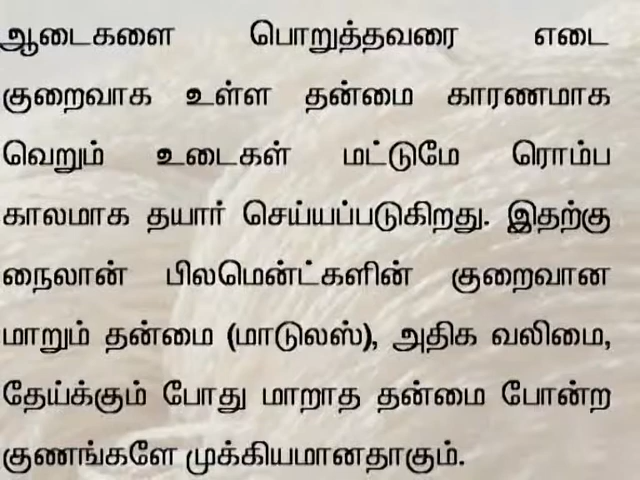 ஆடைகளை பொறுத்தவரை எடை
குறைவாக உள்ள தன்மை காரணமாக
வெறும் உடைகள் மட்டுமே ரொம்ப
காலமாக தயார் செய்யப்படுகிறது. இதற்கு
நைலான் பிலமென்ட்களின் குறைவான
மாறும் தன்மை (மாடுலஸ்), அதிக வலிமை,
தேய்க்கும் போது மாறாத தன்மை போன்ற
குணங்களே முக்கியமானதாகும்.